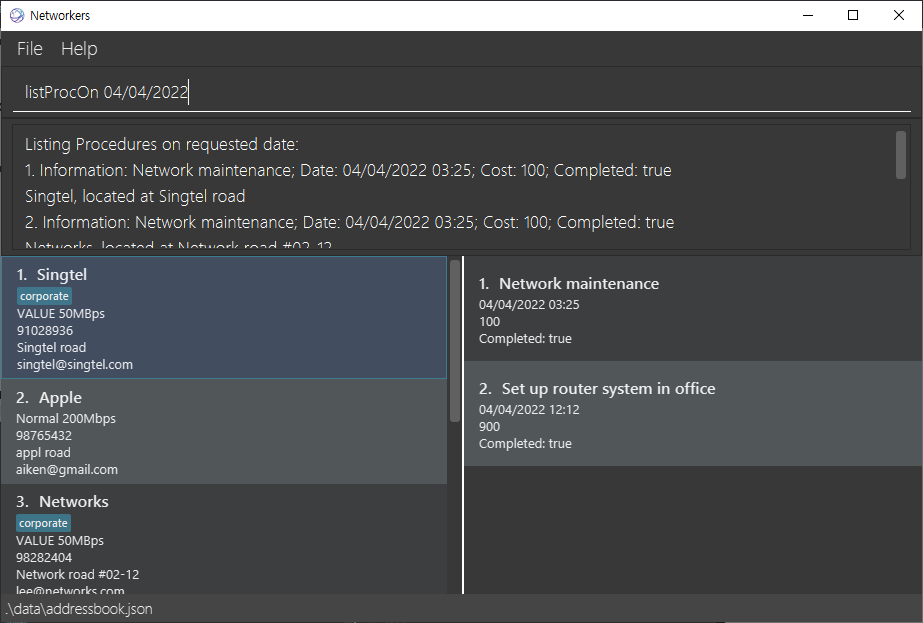 Networkers
File Help
listProcOn 04/04/2022
Listing Procedures on requested date:
1. Information: Network maintenance; Date: 04/04/2022 03:25; Cost: 100; Completed: true
Singtel, located at Singtel road
2. Information: Network maintenance; Date: 04/04/2022 03:25; Cost: 100; Completed: true
Networks, located at Network road #02-12
1. Singtel
corporate
VALUE 50MBps
91028936
Singtel road
singtel@singtel.com
2. Apple
Normal 200Mbps
98765432
appl road
aiken@gmail.com
3. Networks
corporate
VALUE 50MBps
98282404
Network road #02-12
lee@networks.com
1. Network maintenance
04/04/2022 03:25
100
Completed: true
2. Set up router system in office
04/04/2022 12:12
900
Completed: true
.\data\addressbook.json